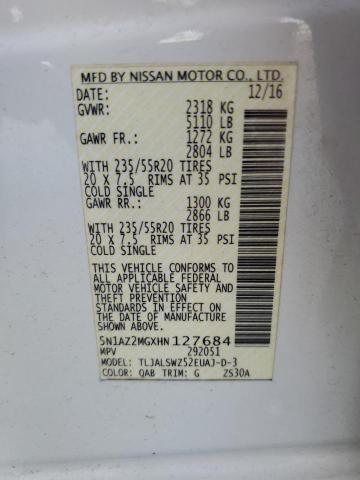 MFD BY NISSAN MOTOR CO., LTD.
DATE: 12/16
GVWR: 2318 KG
5110 LB
GAWR FR.: 1272 KG
2804 LB
WITH 235/55R20 TIRES
20 X 7.5 RIMS AT 35 PSI
COLD SINGLE
GAWR RR.: 1300 KG
2866 LB
WITH 235/55R20 TIRES
20 X 7.5 RIMS AT 35 PSI
COLD SINGLE
THIS VEHICLE CONFORMS TO
ALL APPLICABLE FEDERAL
MOTOR VEHICLE SAFETY AND
THEFT PREVENTION
STANDARDS IN EFFECT ON
THE DATE OF MANUFACTURE
SHOWN ABOVE.
5N1AZ2MGXHN127684
MPV 292051
MODEL: TLJALSWZ52EUAJ-D-3
COLOR: QAB TRIM: G ZS30A